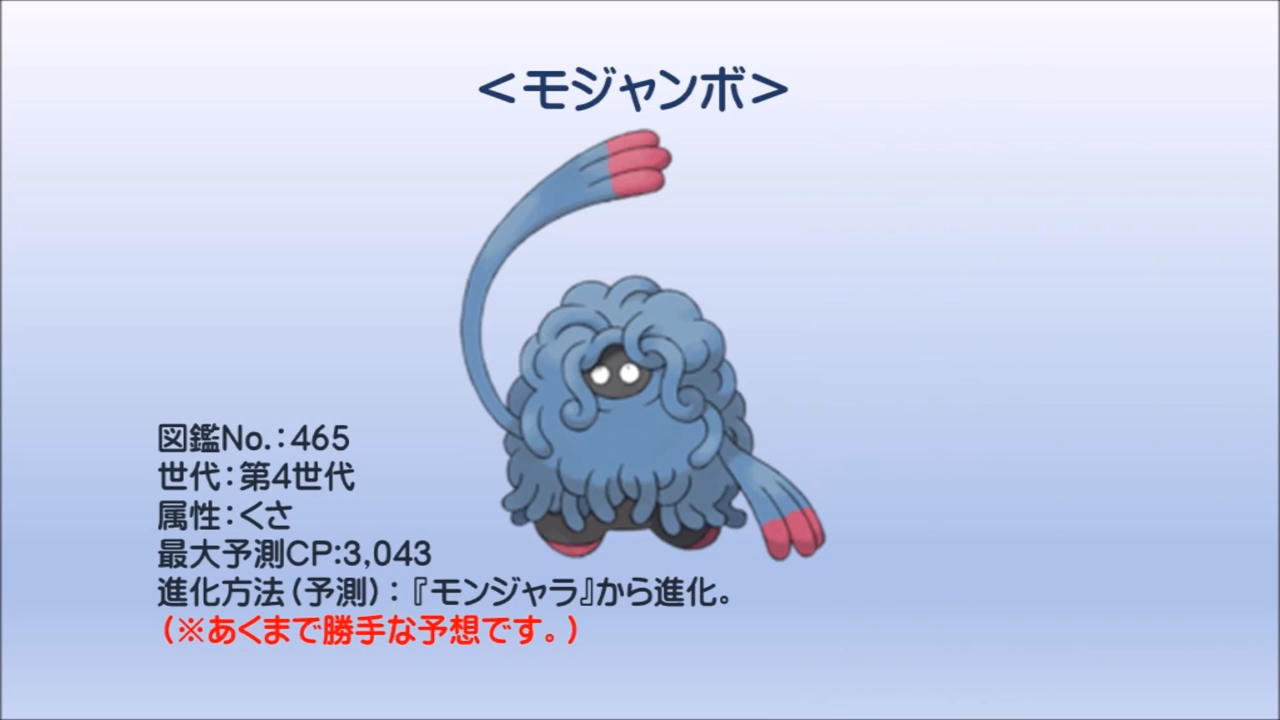 ＜モジャンボ＞
図鑑No.：465
世代：第4世代
属性：くさ
最大予測CP:3,043
進化方法（予測）：『モンジャラ』から進化。
（※あくまで勝手な予想です。）